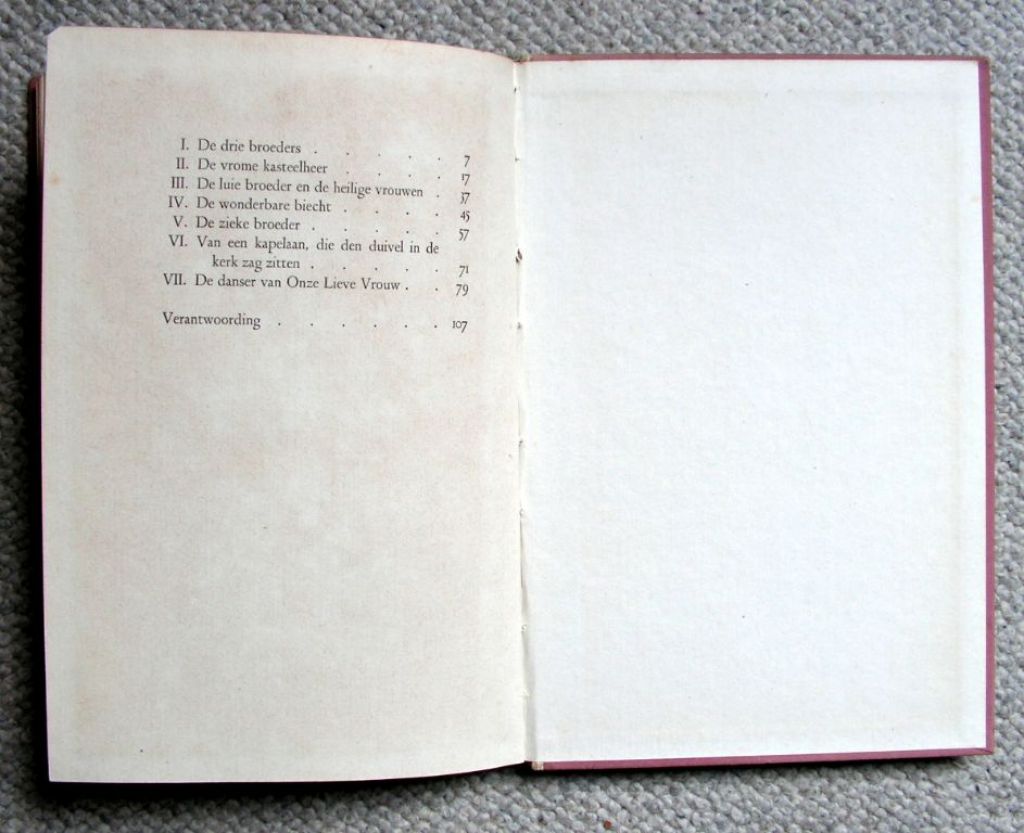 I. De drie broeders . . . . . 7
II. De vrome kasteelheer . . . . 17
III. De luie broeder en de heilige vrouwen . 37
IV. De wonderbare biecht . . . . 45
V. De zieke broeder . . . . . 57
VI. Van een kapelaan, die den duivel in de
kerk zag zitten . . . . . 71
VII. De danser van Onze Lieve Vrouw . . 79
Verantwoording . . . . . . 107